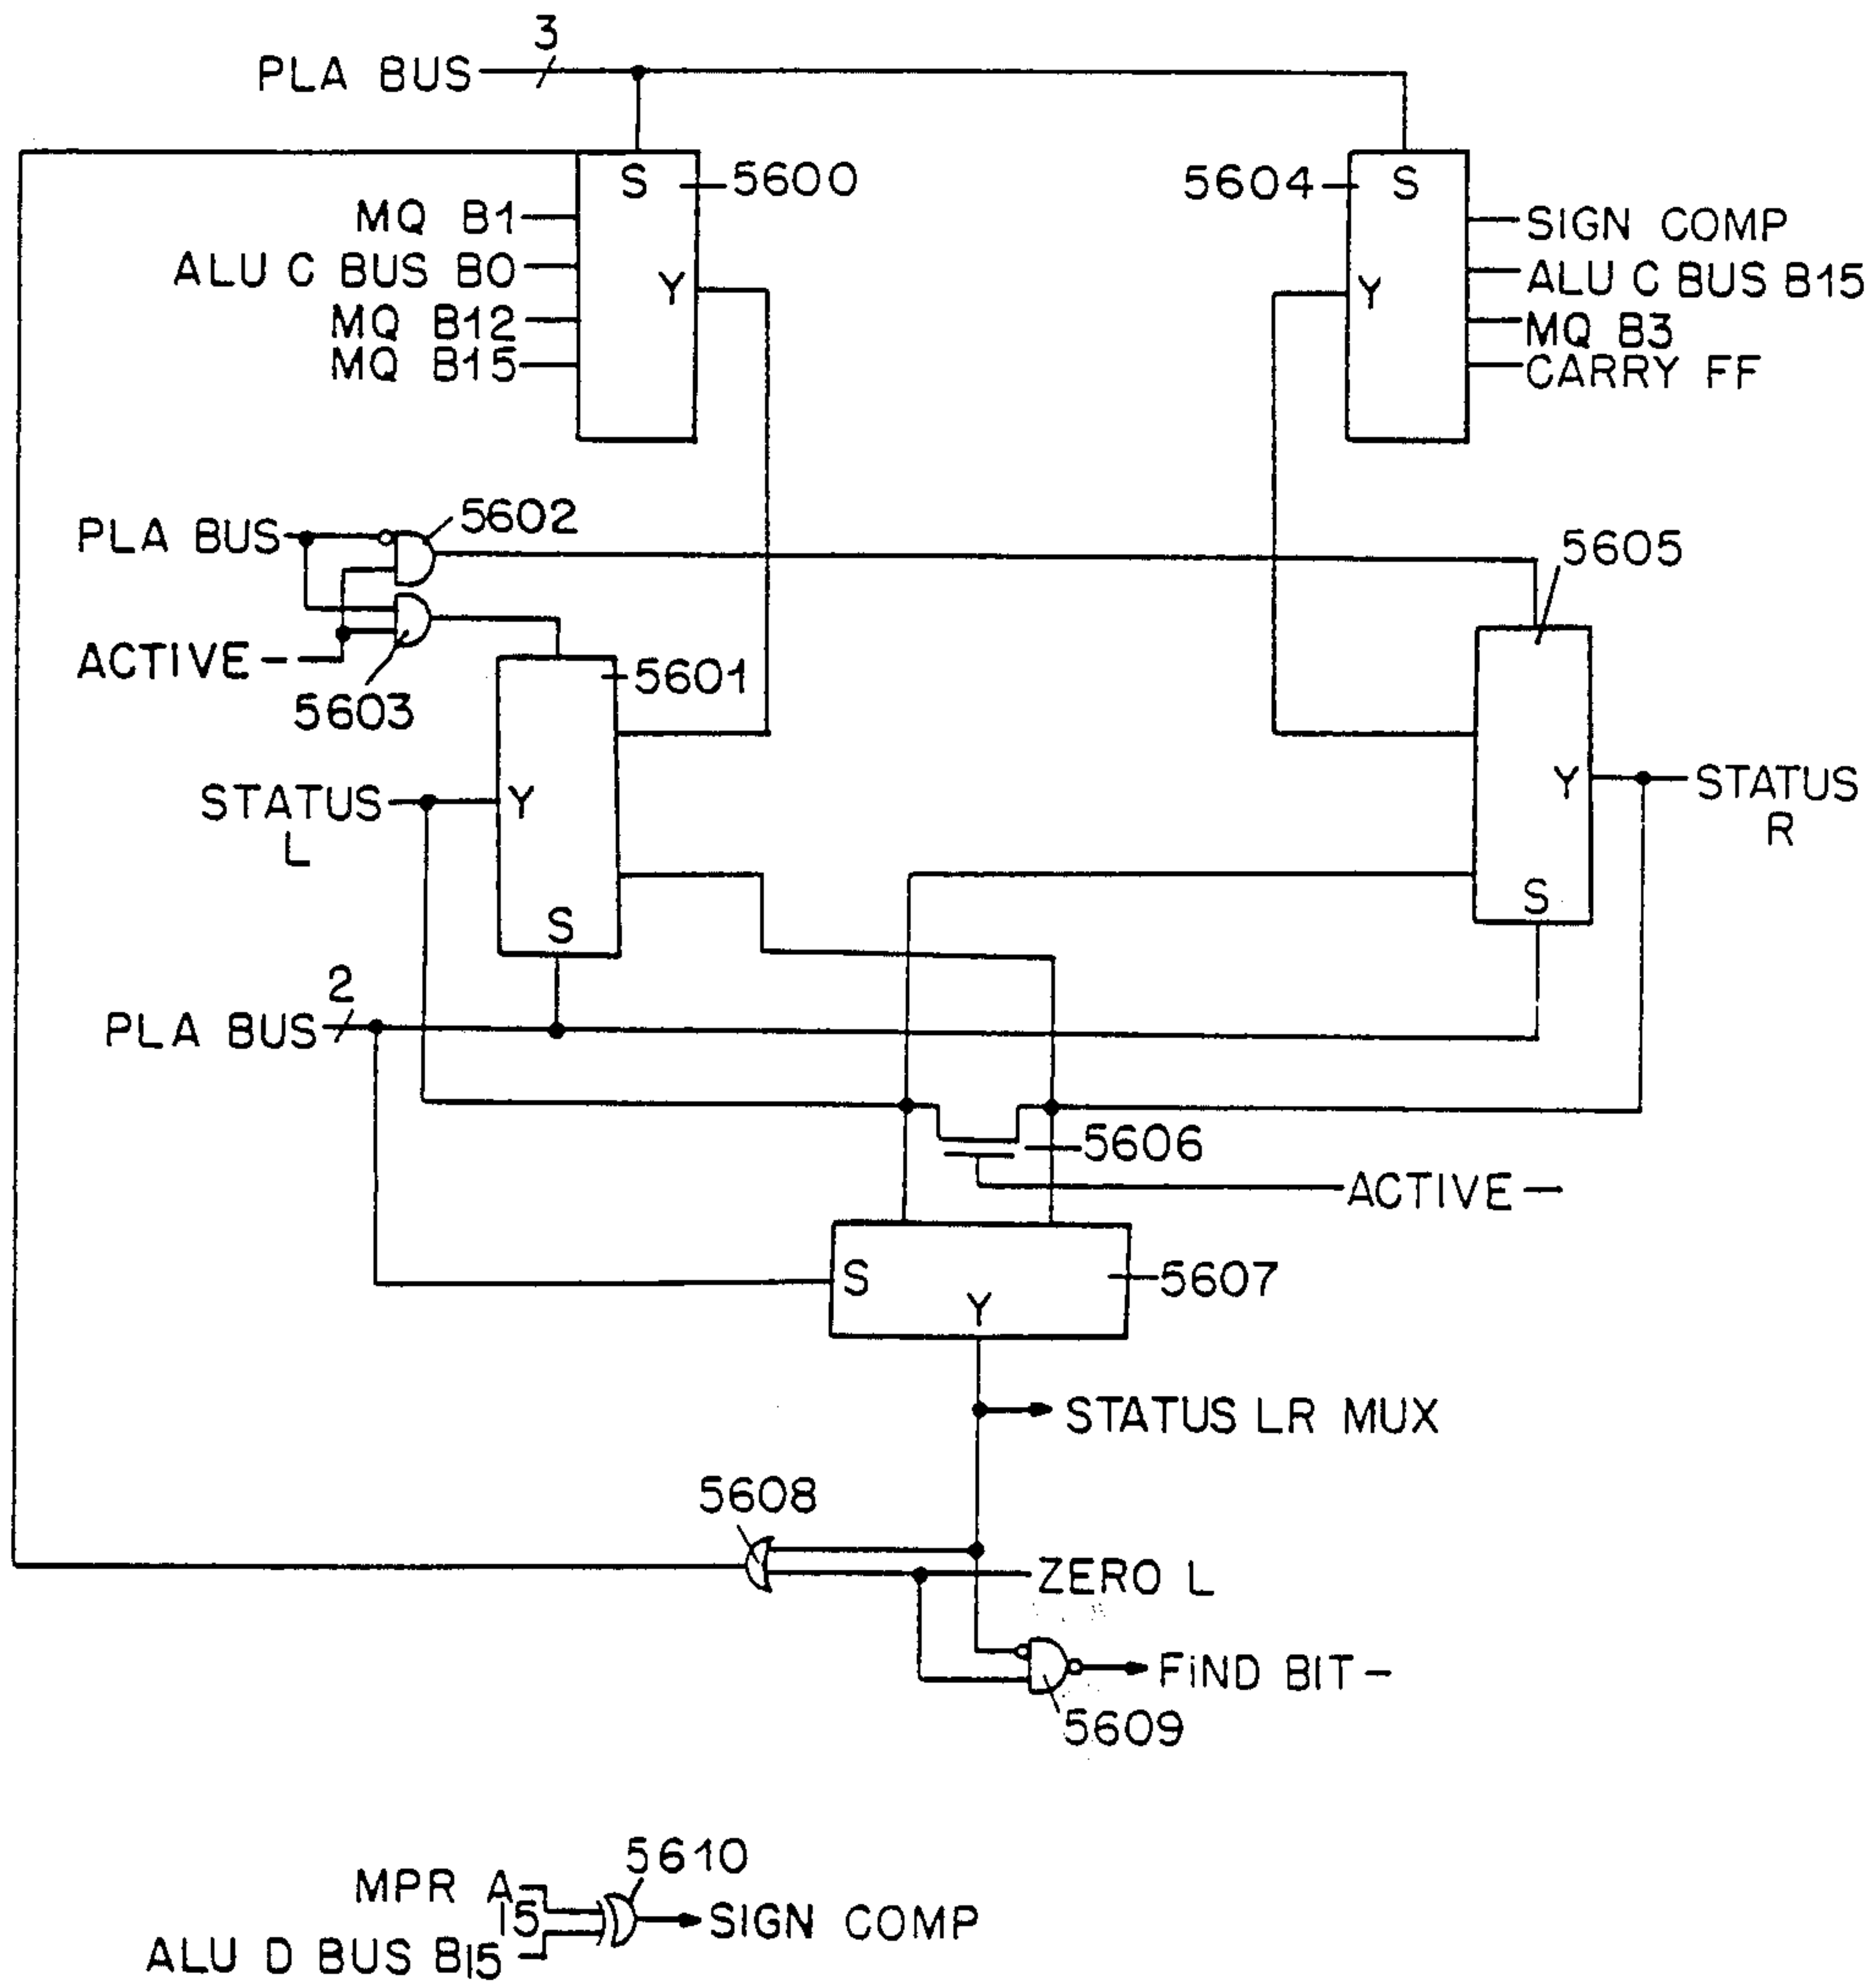 3
PLA BUS
S
5600
5604
S
MQ B1
SIGN COMP
ALU C BUS B0
Y
Y
ALU C BUS B15
MQ B12
MQ B3
MQ B15
CARRY FF
PLA BUS
5602
5605
ACTIVE -
5603
5601
STATUS
L
Y
Y
STATUS
R
S
S
2
PLA BUS
5606
ACTIVE -
S
Y
5607
STATUS LR MUX
5608
ZERO L
FiND BIT -
5609
5610
MPR A
15
SIGN COMP
ALU D BUS B15